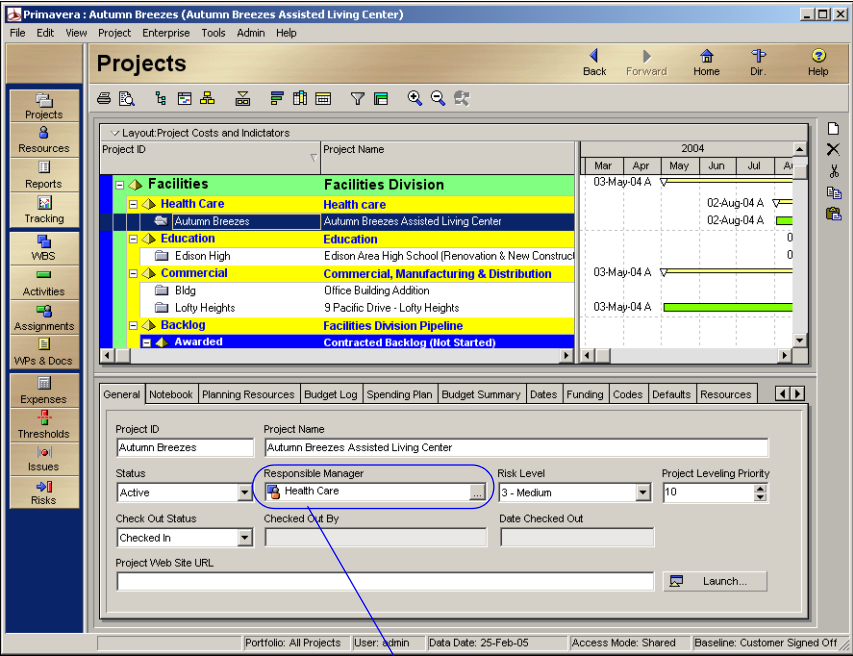 Primavera : Autumn Breezes (Autumn Breezes Assisted Living Center)
File Edit View Project Enterprise Tools Admin Help
Projects
Back Forward Home Dir. Help
Projects
Resources
Reports
Tracking
WBS
Activities
Assignments
WPs & Docs
Expenses
Thresholds
Issues
Risks
Layout:Project Costs and Indictators
Project ID Project Name 2004
Mar Apr May Jun Jul
Facilities Facilities Division 03-May-04 A
Health Care Health care 02-Aug-04 A
Autumn Breezes Autumn Breezes Assisted Living Center 02-Aug-04 A
Education Education 0
Edison High Edison Area High School (Renovation & New Construct 0
Commercial Commercial, Manufacturing & Distribution 03-May-04 A
Bldg Office Building Addition
Lofty Heights 9 Pacific Drive - Lofty Heights 03-May-04 A
Backlog Facilities Division Pipeline
Awarded Contracted Backlog (Not Started)
General Notebook Planning Resources Budget Log Spending Plan Budget Summary Dates Funding Codes Defaults Resources
Project ID Project Name
Autumn Breezes Autumn Breezes Assisted Living Center
Status Responsible Manager Risk Level Project Leveling Priority
Active Health Care ... 3 - Medium 10
Check Out Status Checked Out By Date Checked Out
Checked In
Project Web Site URL
Launch...
Portfolio: All Projects User: admin Data Date: 25-Feb-05 Access Mode: Shared Baseline: Customer Signed Off